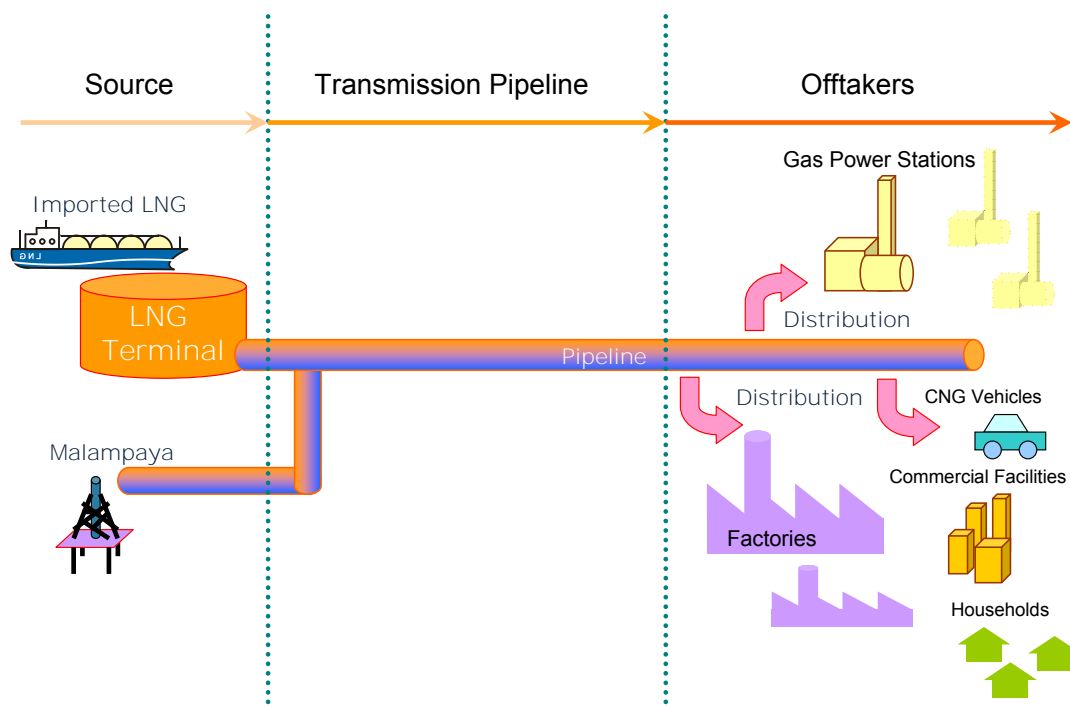 Source
Transmission Pipeline
Offtakers
Gas Power Stations
Imported LNG
LNG
LNG
Terminal
Distribution
Pipeline
Distribution
CNG Vehicles
Malampaya
Commercial Facilities
Factories
Households